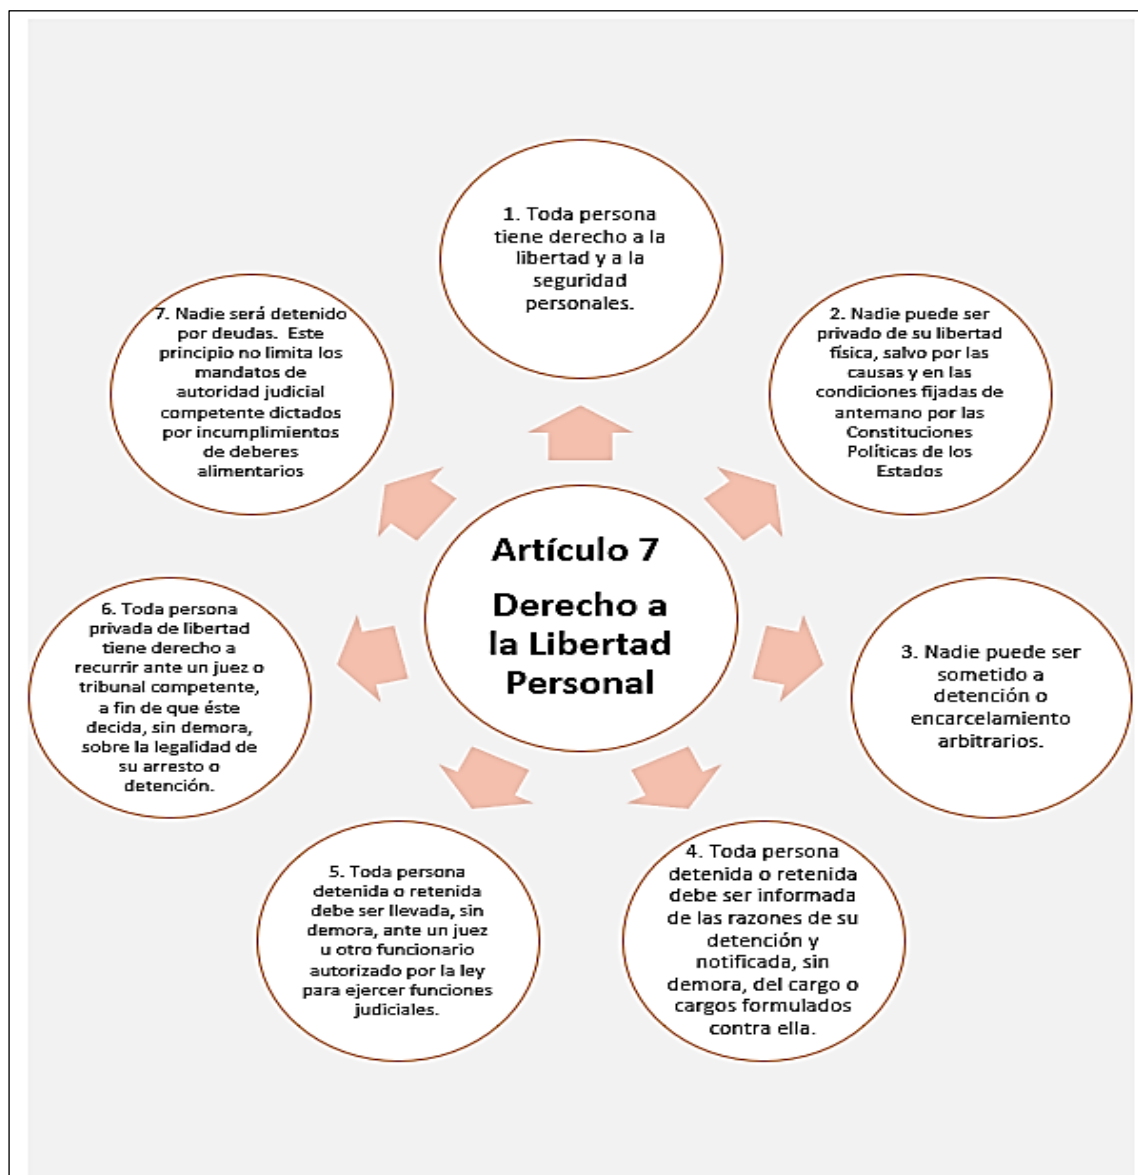 1. Toda persona
tiene derecho a la
libertad y a la
seguridad
personales.
2. Nadie puede ser
privado de su libertad
física, salvo por las
causas y en las
condiciones fijadas de
antemano por las
Constituciones
Políticas de los
Estados
3. Nadie puede ser
sometido a
detención o
encarcelamiento
arbitrarios.
4. Toda persona
detenida o retenida
debe ser informada
de las razones de su
detención y
notificada, sin
demora, del cargo o
cargos formulados
contra ella.
5. Toda persona
detenida o retenida
debe ser llevada, sin
demora, ante un juez
u otro funcionario
autorizado por la ley
para ejercer funciones
judiciales.
6. Toda persona
privada de libertad
tiene derecho a
recurrir ante un juez o
tribunal competente,
a fin de que éste
decida, sin demora,
sobre la legalidad de
su arresto o
detención.
7. Nadie será detenido
por deudas. Este
principio no limita los
mandatos de
autoridad judicial
competente dictados
por incumplimientos
de deberes
alimentarios
Artículo 7
Derecho a
la Libertad
Personal